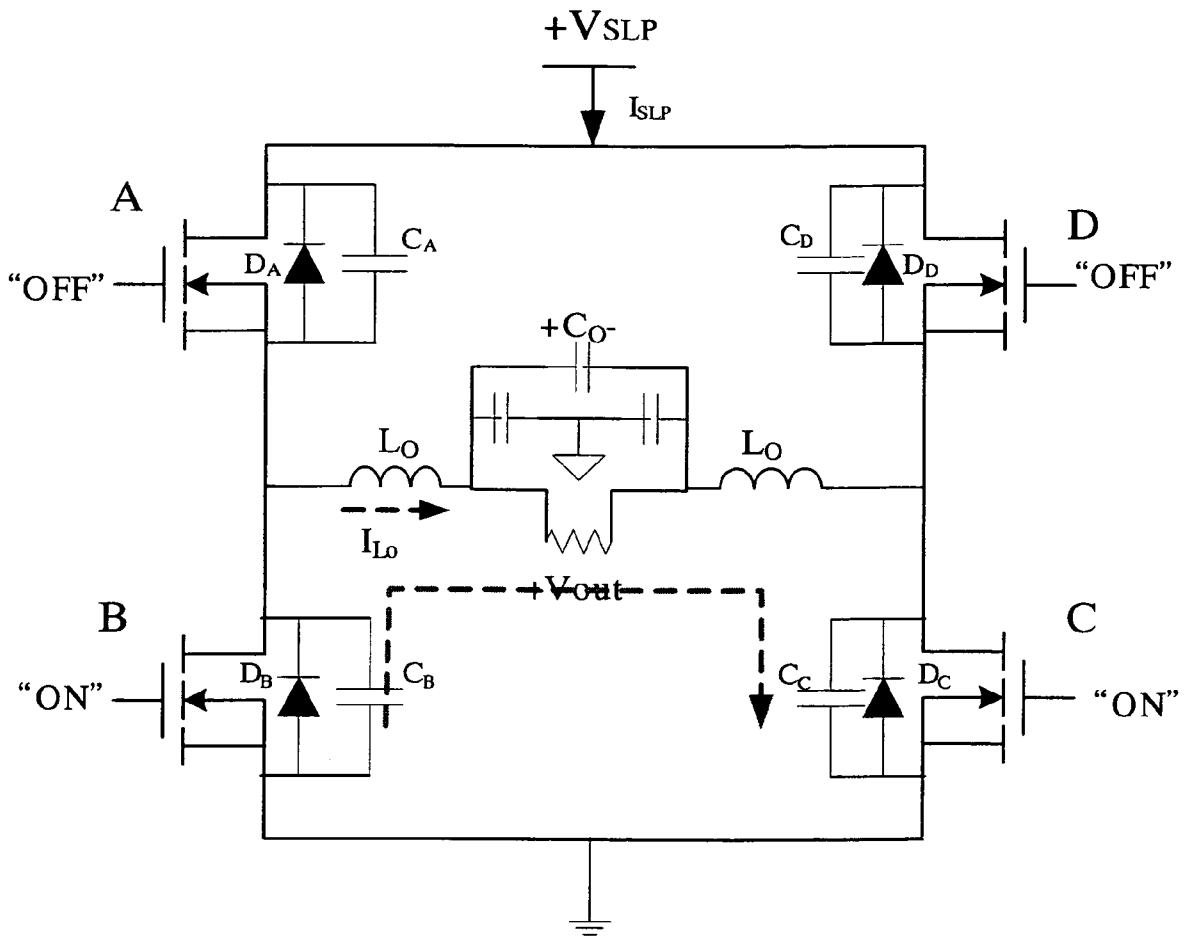 +VSLP
ISLP
A
D
DA
CA
CD
DD
“OFF”
“OFF”
+CO-
LO
LO
ILo
+Vout
B
C
DB
CB
CC
DC
“ON”
“ON”